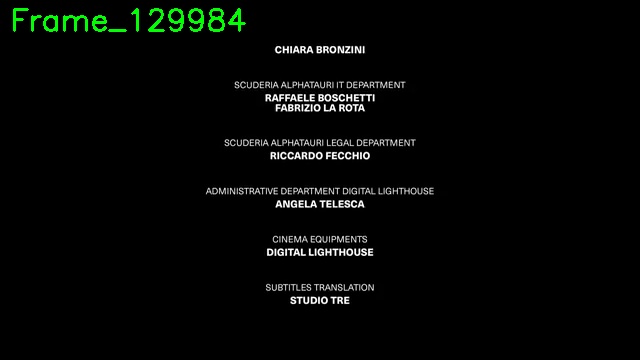 Frame_129984
CHIARA BRONZINI
SCUDERIA ALPHATAURI IT DEPARTMENT
RAFFAELE BOSCHETTI
FABRIZIO LA ROTA
SCUDERIA ALPHATAURI LEGAL DEPARTMENT
RICCARDO FECCHIO
ADMINISTRATIVE DEPARTMENT DIGITAL LIGHTHOUSE
ANGELA TELESCA
CINEMA EQUIPMENTS
DIGITAL LIGHTHOUSE
SUBTITLES TRANSLATION
STUDIO TRE